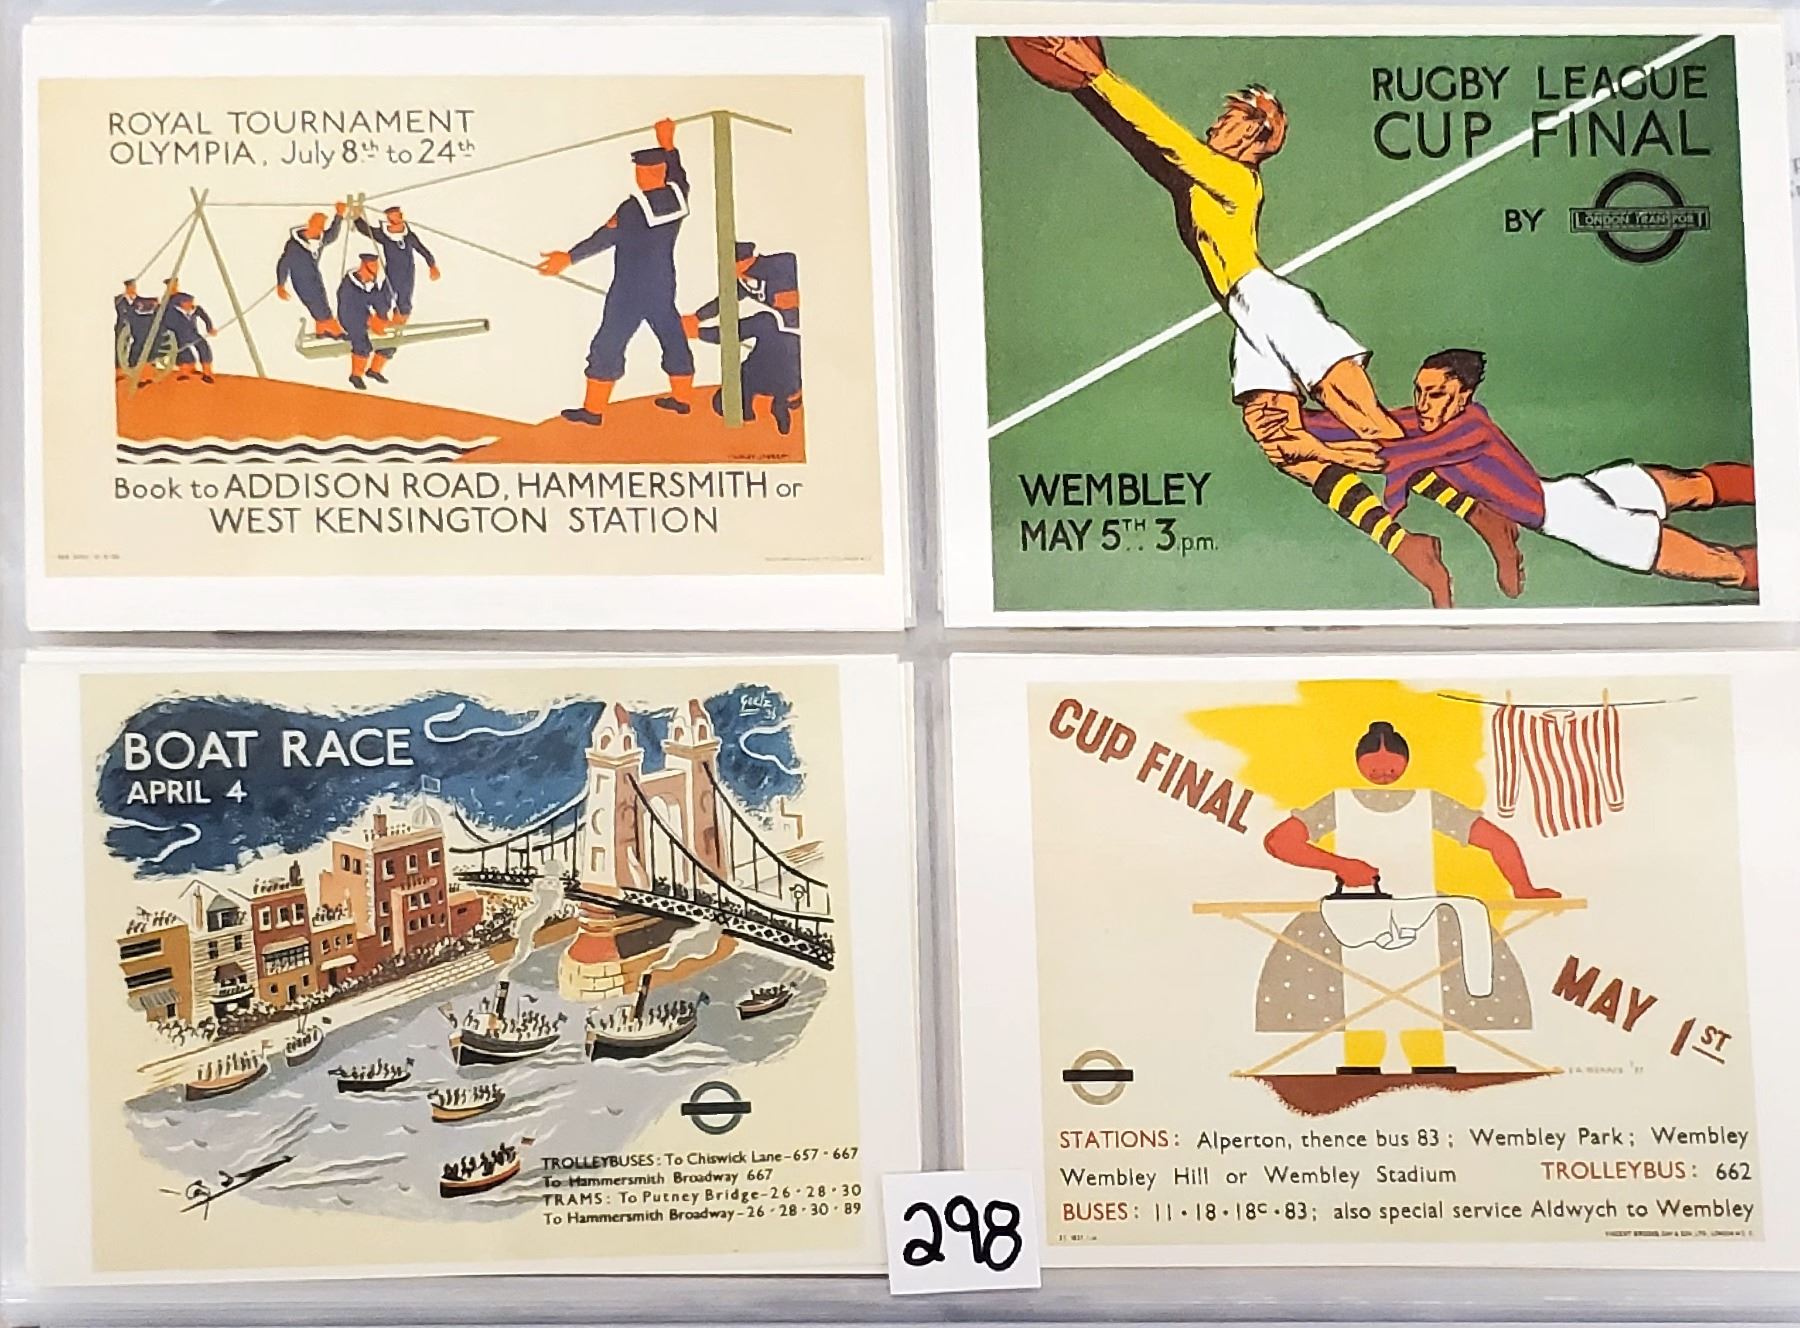 ROYAL TOURNAMENT
OLYMPIA, July 8th to 24th
Book to ADDISON ROAD, HAMMERSMITH or
WEST KENSINGTON STATION
RUGBY LEAGUE
CUP FINAL
BY LONDON TRANSPORT
WEMBLEY
MAY 5TH 3.p.m.
BOAT RACE
APRIL 4
TROLLEYBUSES: To Chiswick Lane-657·667
To Hammersmith Broadway 667
TRAMS: To Putney Bridge-26·28·30
To Hammersmith Broadway-26·28·30·89
CUP FINAL
MAY 1ST
STATIONS: Alperton, thence bus 83; Wembley Park; Wembley
Wembley Hill or Wembley Stadium TROLLEYBUS: 662
BUSES: 11·18·18c·83; also special service Aldwych to Wembley
298